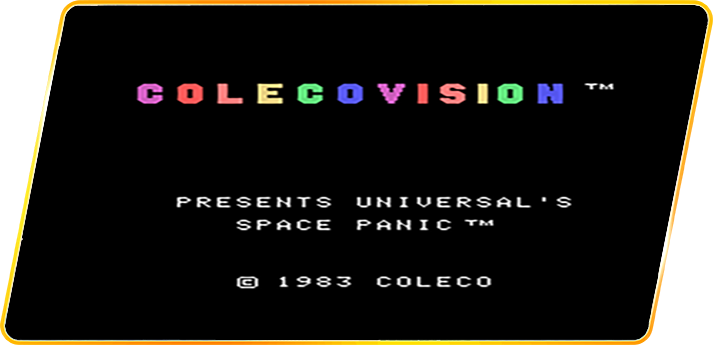 COLECOVISION™
PRESENTS UNIVERSAL'S
SPACE PANIC™
© 1983 COLECO